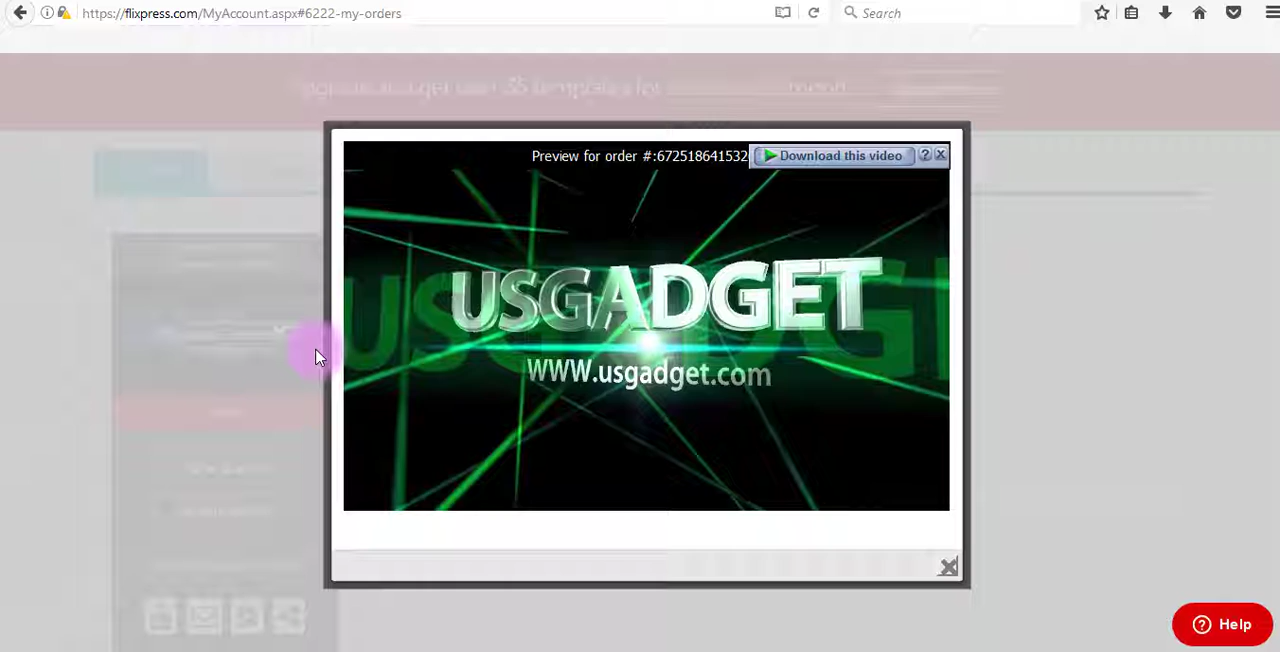 https://flixpress.com/MyAccount.aspx#6222-my-orders
Search
Preview for order #:672518641532
Download this video
?
USGADGET
USGADGET
WWW.usgadget.com
? Help